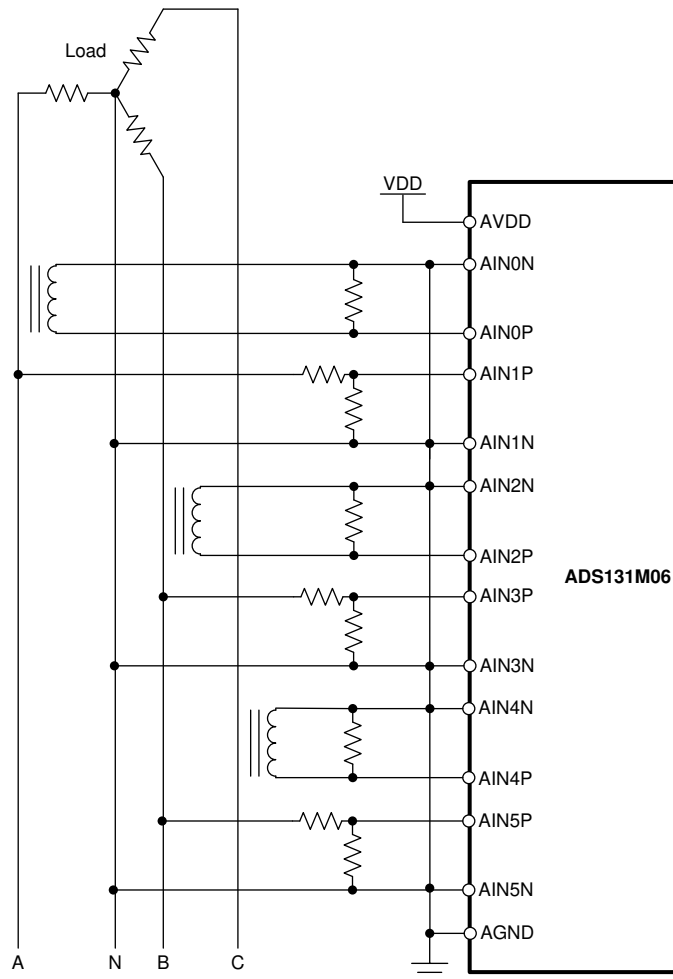 Load
VDD
AVDD
AIN0N
AIN0P
AIN1P
AIN1N
AIN2N
AIN2P
ADS131M06
AIN3P
AIN3N
AIN4N
AIN4P
AIN5P
AIN5N
AGND
A N B C